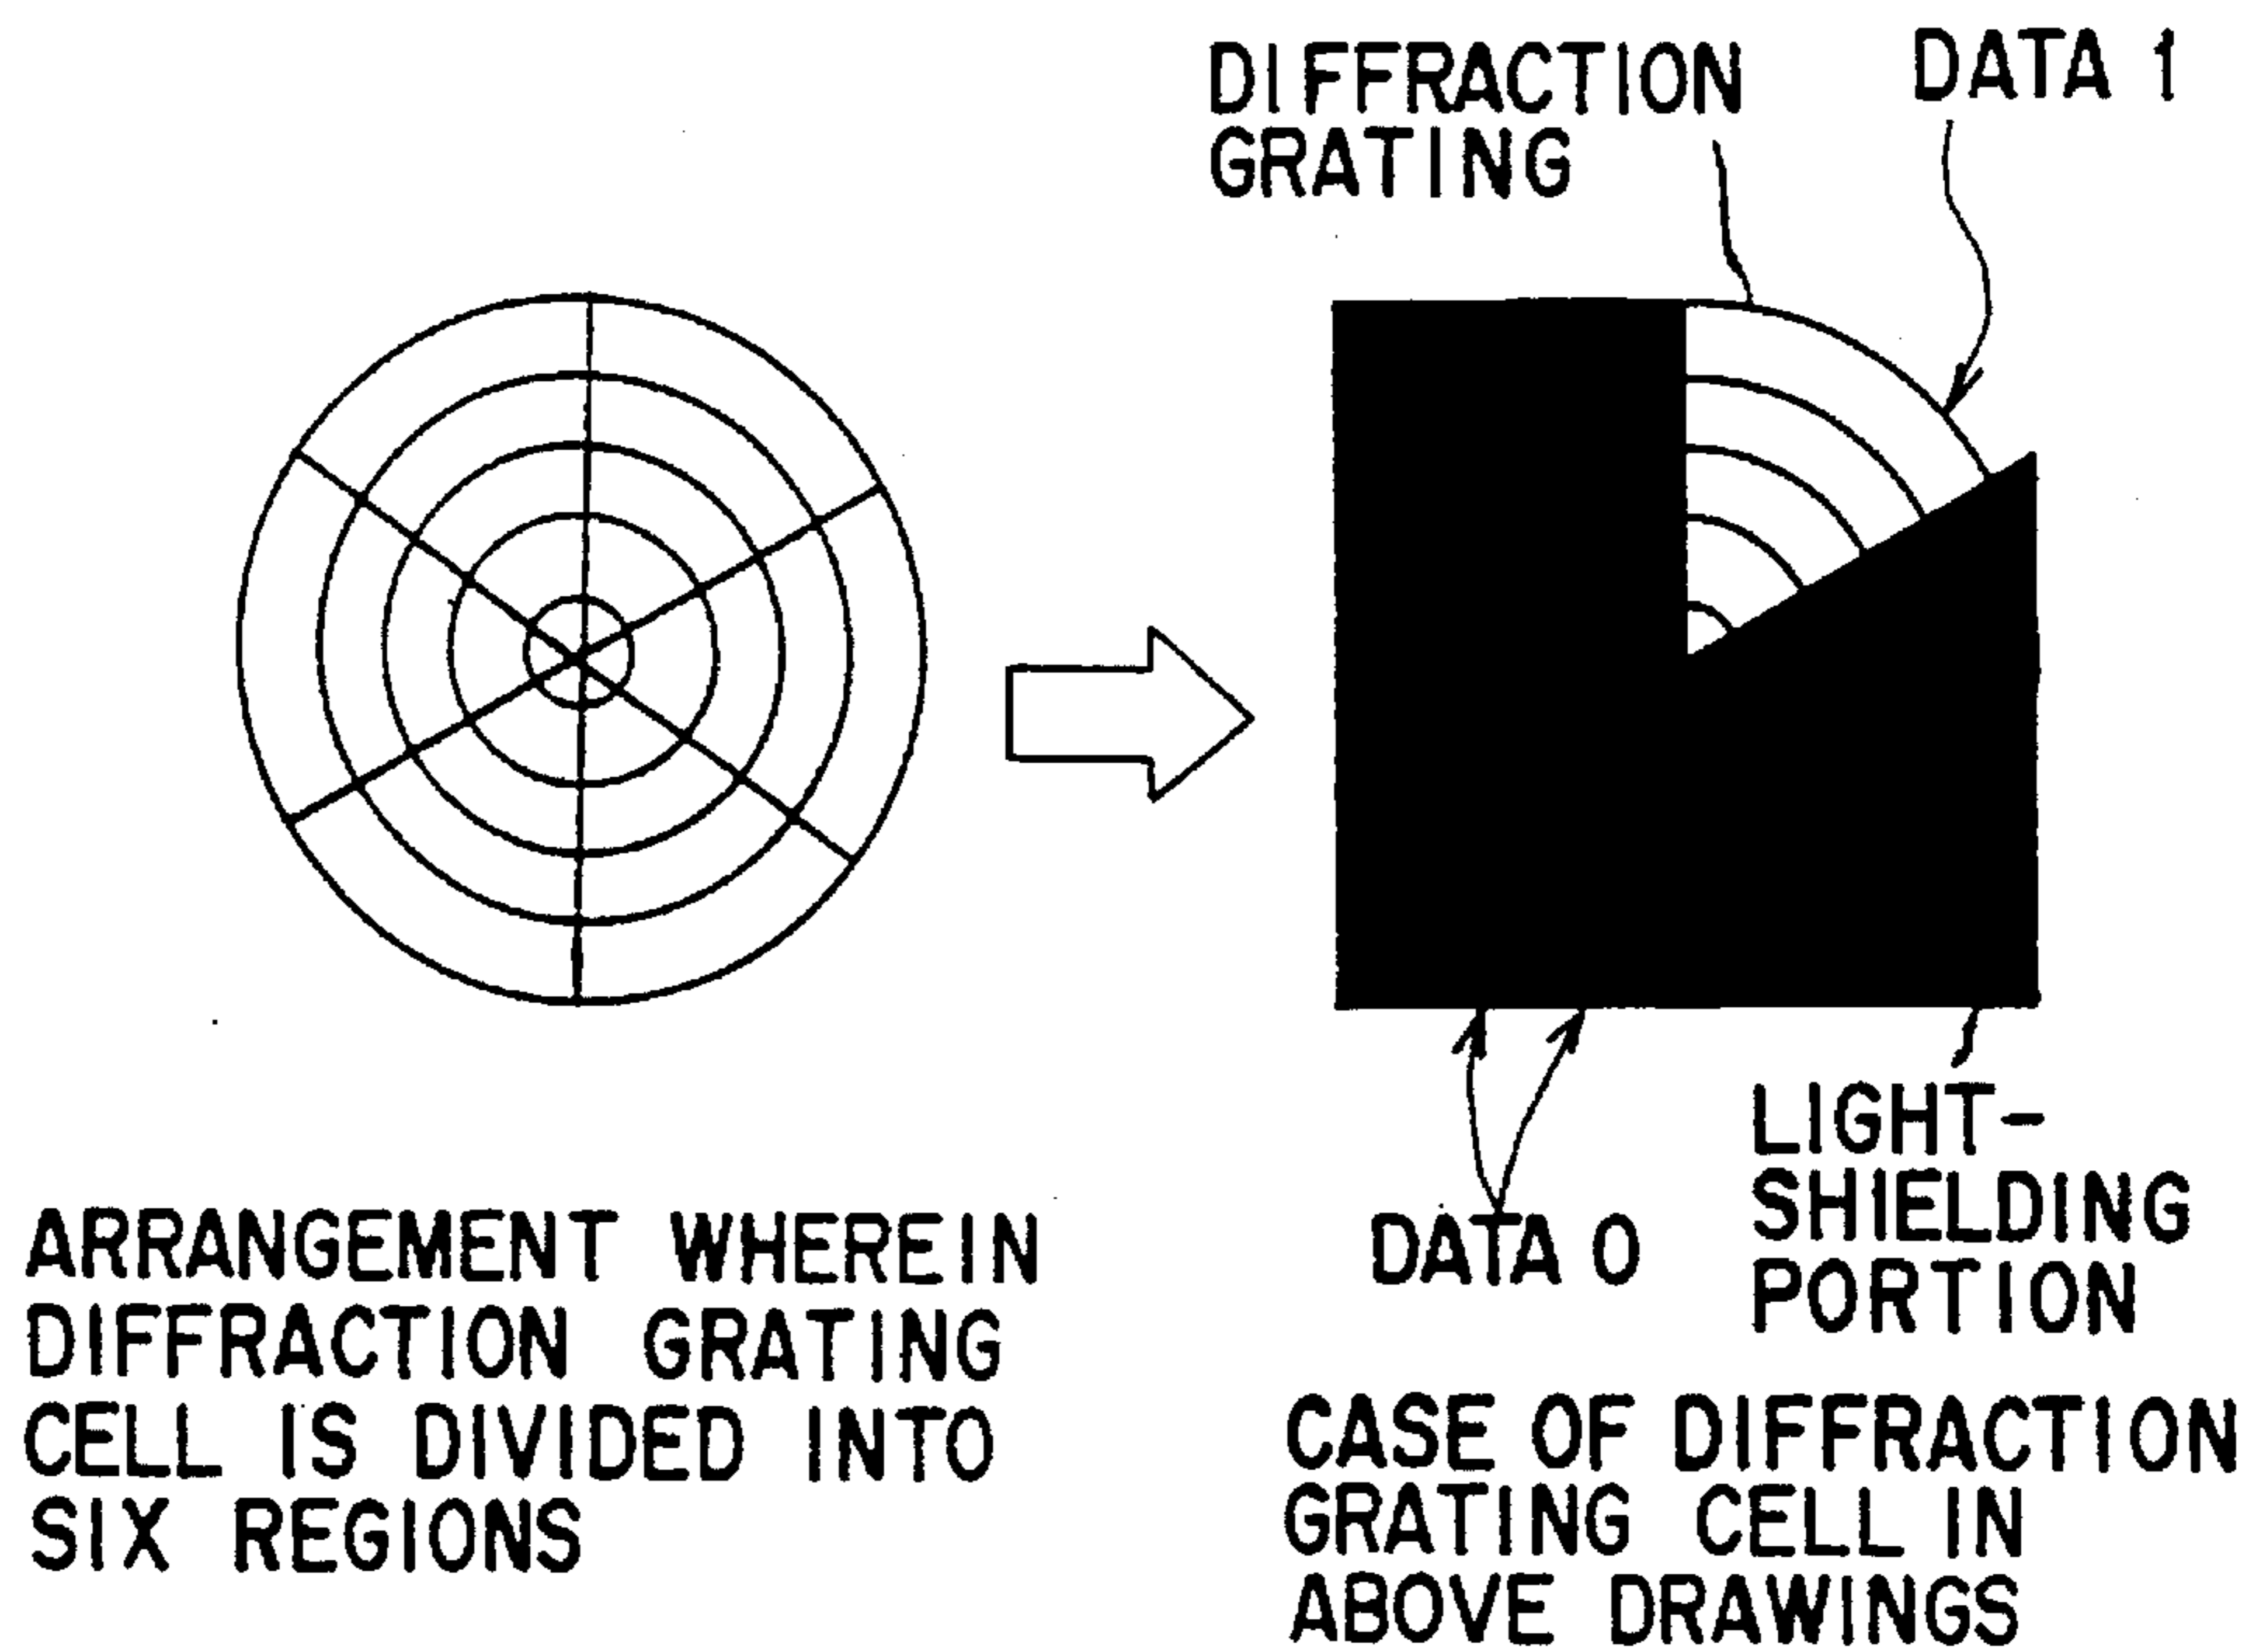 DIFFRACTION
GRATING
DATA 1
DATA 0
LIGHT-
SHIELDING
PORTION
ARRANGEMENT WHEREIN
DIFFRACTION GRATING
CELL IS DIVIDED INTO
SIX REGIONS
CASE OF DIFFRACTION
GRATING CELL IN
ABOVE DRAWINGS